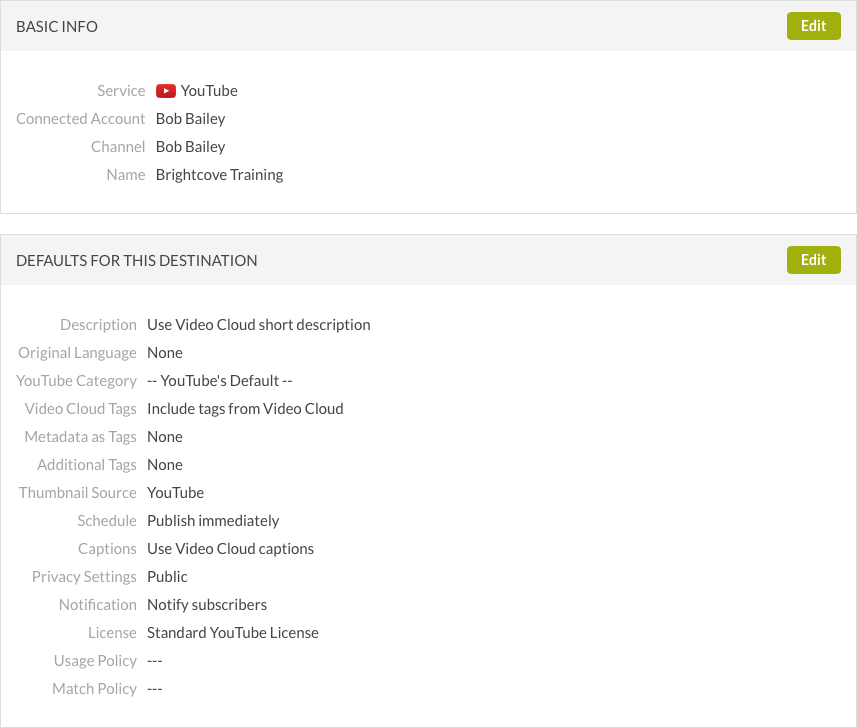 BASIC INFO Edit
Service YouTube
Connected Account Bob Bailey
Channel Bob Bailey
Name Brightcove Training
DEFAULTS FOR THIS DESTINATION Edit
Description Use Video Cloud short description
Original Language None
YouTube Category -- YouTube's Default --
Video Cloud Tags Include tags from Video Cloud
Metadata as Tags None
Additional Tags None
Thumbnail Source YouTube
Schedule Publish immediately
Captions Use Video Cloud captions
Privacy Settings Public
Notification Notify subscribers
License Standard YouTube License
Usage Policy ---
Match Policy ---